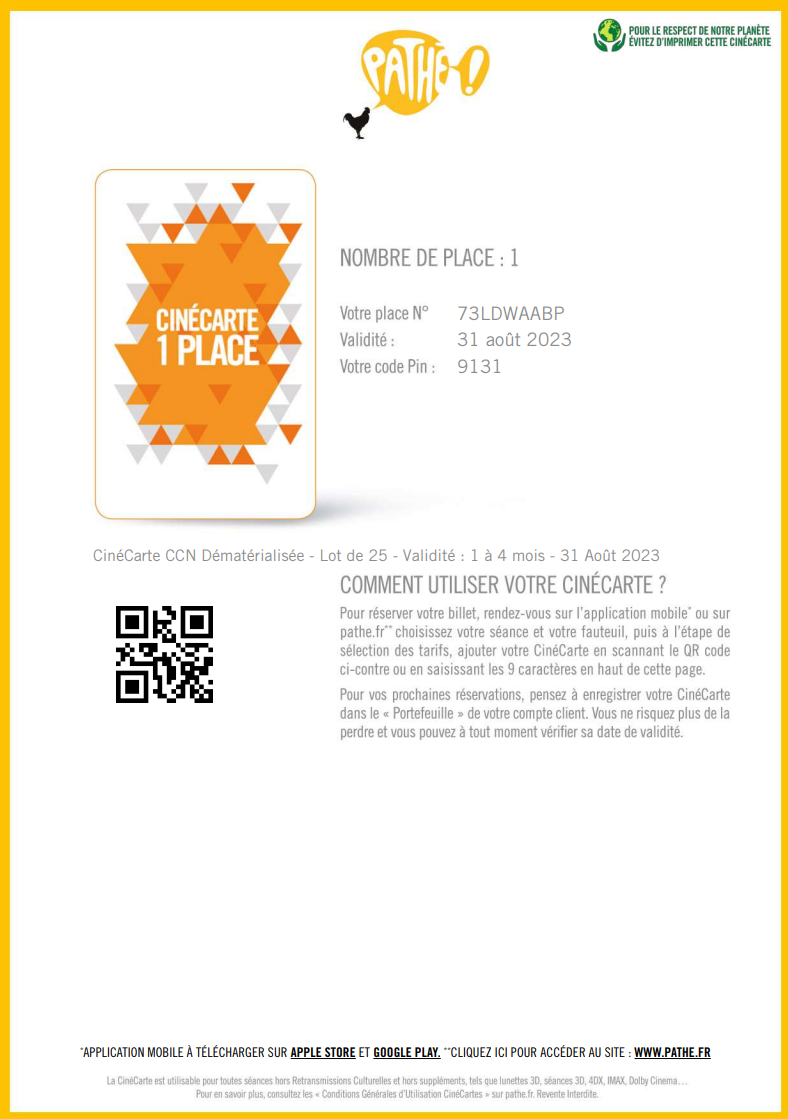 POUR LE RESPECT DE NOTRE PLANÈTE
ÉVITEZ D'IMPRIMER CETTE CINÉCARTE
PATHÉ!
CINÉCARTE
1 PLACE
NOMBRE DE PLACE : 1
Votre place N° 73LDWAABP
Validité : 31 août 2023
Votre code Pin : 9131
CinéCarte CCN Dématérialisée - Lot de 25 - Validité : 1 à 4 mois - 31 Août 2023
COMMENT UTILISER VOTRE CINÉCARTE ?
Pour réserver votre billet, rendez-vous sur l'application mobile* ou sur
pathe.fr** choisissez votre séance et votre fauteuil, puis à l'étape de
sélection des tarifs, ajouter votre CinéCarte en scannant le QR code
ci-contre ou en saisissant les 9 caractères en haut de cette page.
Pour vos prochaines réservations, pensez à enregistrer votre CinéCarte
dans le « Portefeuille » de votre compte client. Vous ne risquez plus de la
perdre et vous pouvez à tout moment vérifier sa date de validité.
*APPLICATION MOBILE À TÉLÉCHARGER SUR APPLE STORE ET GOOGLE PLAY. **CLIQUEZ ICI POUR ACCÉDER AU SITE : WWW.PATHE.FR
La CinéCarte est utilisable pour toutes séances hors Retransmissions Culturelles et hors suppléments, tels que lunettes 3D, séances 3D, 4DX, IMAX, Dolby Cinema…
Pour en savoir plus, consultez les « Conditions Générales d'Utilisation CinéCartes » sur pathe.fr. Revente Interdite.